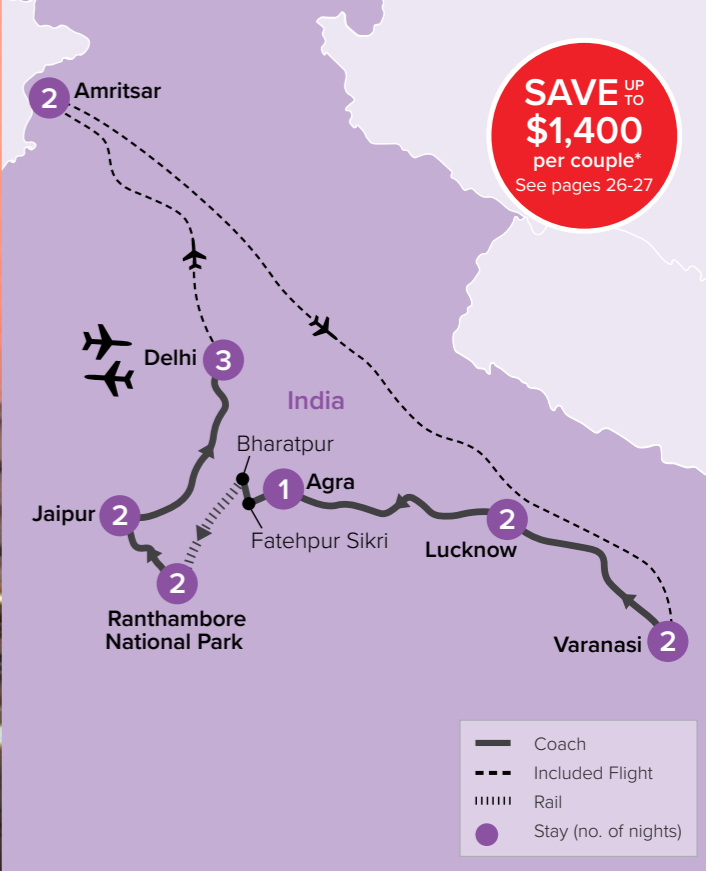 SAVE UP TO
$1,400
per couple*
See pages 26-27
2 Amritsar
Delhi 3
India
Bharatpur
1 Agra
Fatehpur Sikri
Jaipur 2
2
Lucknow
2
Ranthambore
National Park
Varanasi 2
Coach
Included Flight
Rail
Stay (no. of nights)